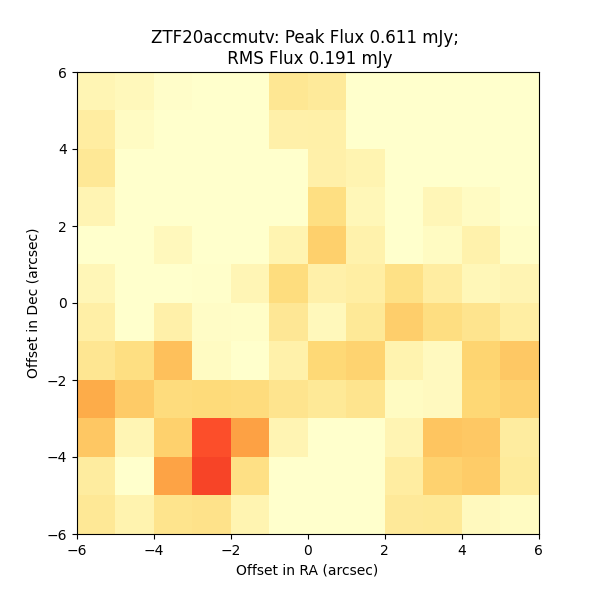 ZTF20accmutv: Peak Flux 0.611 mJy;
RMS Flux 0.191 mJy
6
4
2
0
−2
−4
−6
Offset in Dec (arcsec)
−6 −4 −2 0 2 4 6
Offset in RA (arcsec)